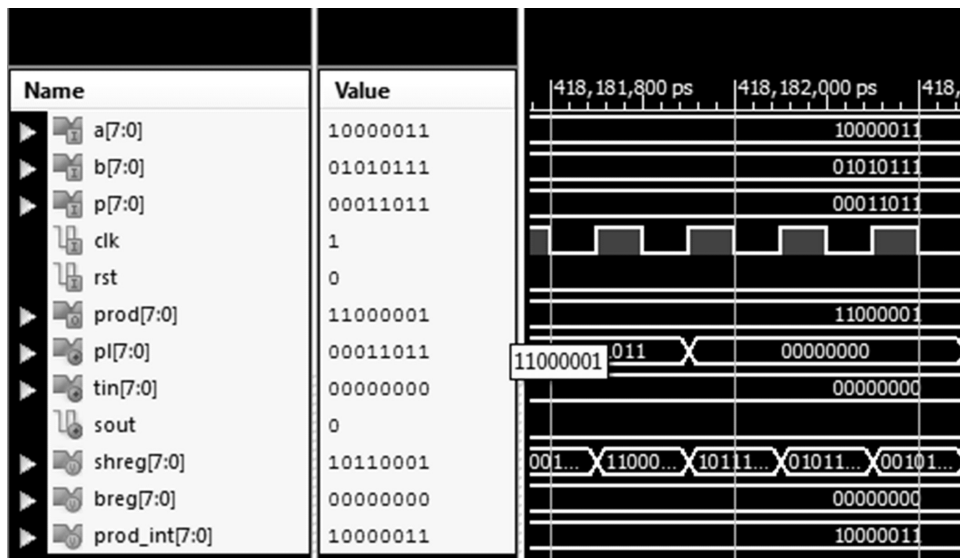 Name Value 418,181,800 ps 418,182,000 ps 418,
a[7:0] 10000011 10000011
b[7:0] 01010111 01010111
p[7:0] 00011011 00011011
clk 1
rst 0
prod[7:0] 11000001 11000001
pl[7:0] 00011011 11000001 .011 00000000
tin[7:0] 00000000 00000000
sout 0
shreg[7:0] 10110001 001... 11000... 10111... 01011... 00101...
breg[7:0] 00000000 00000000
prod_int[7:0] 10000011 10000011